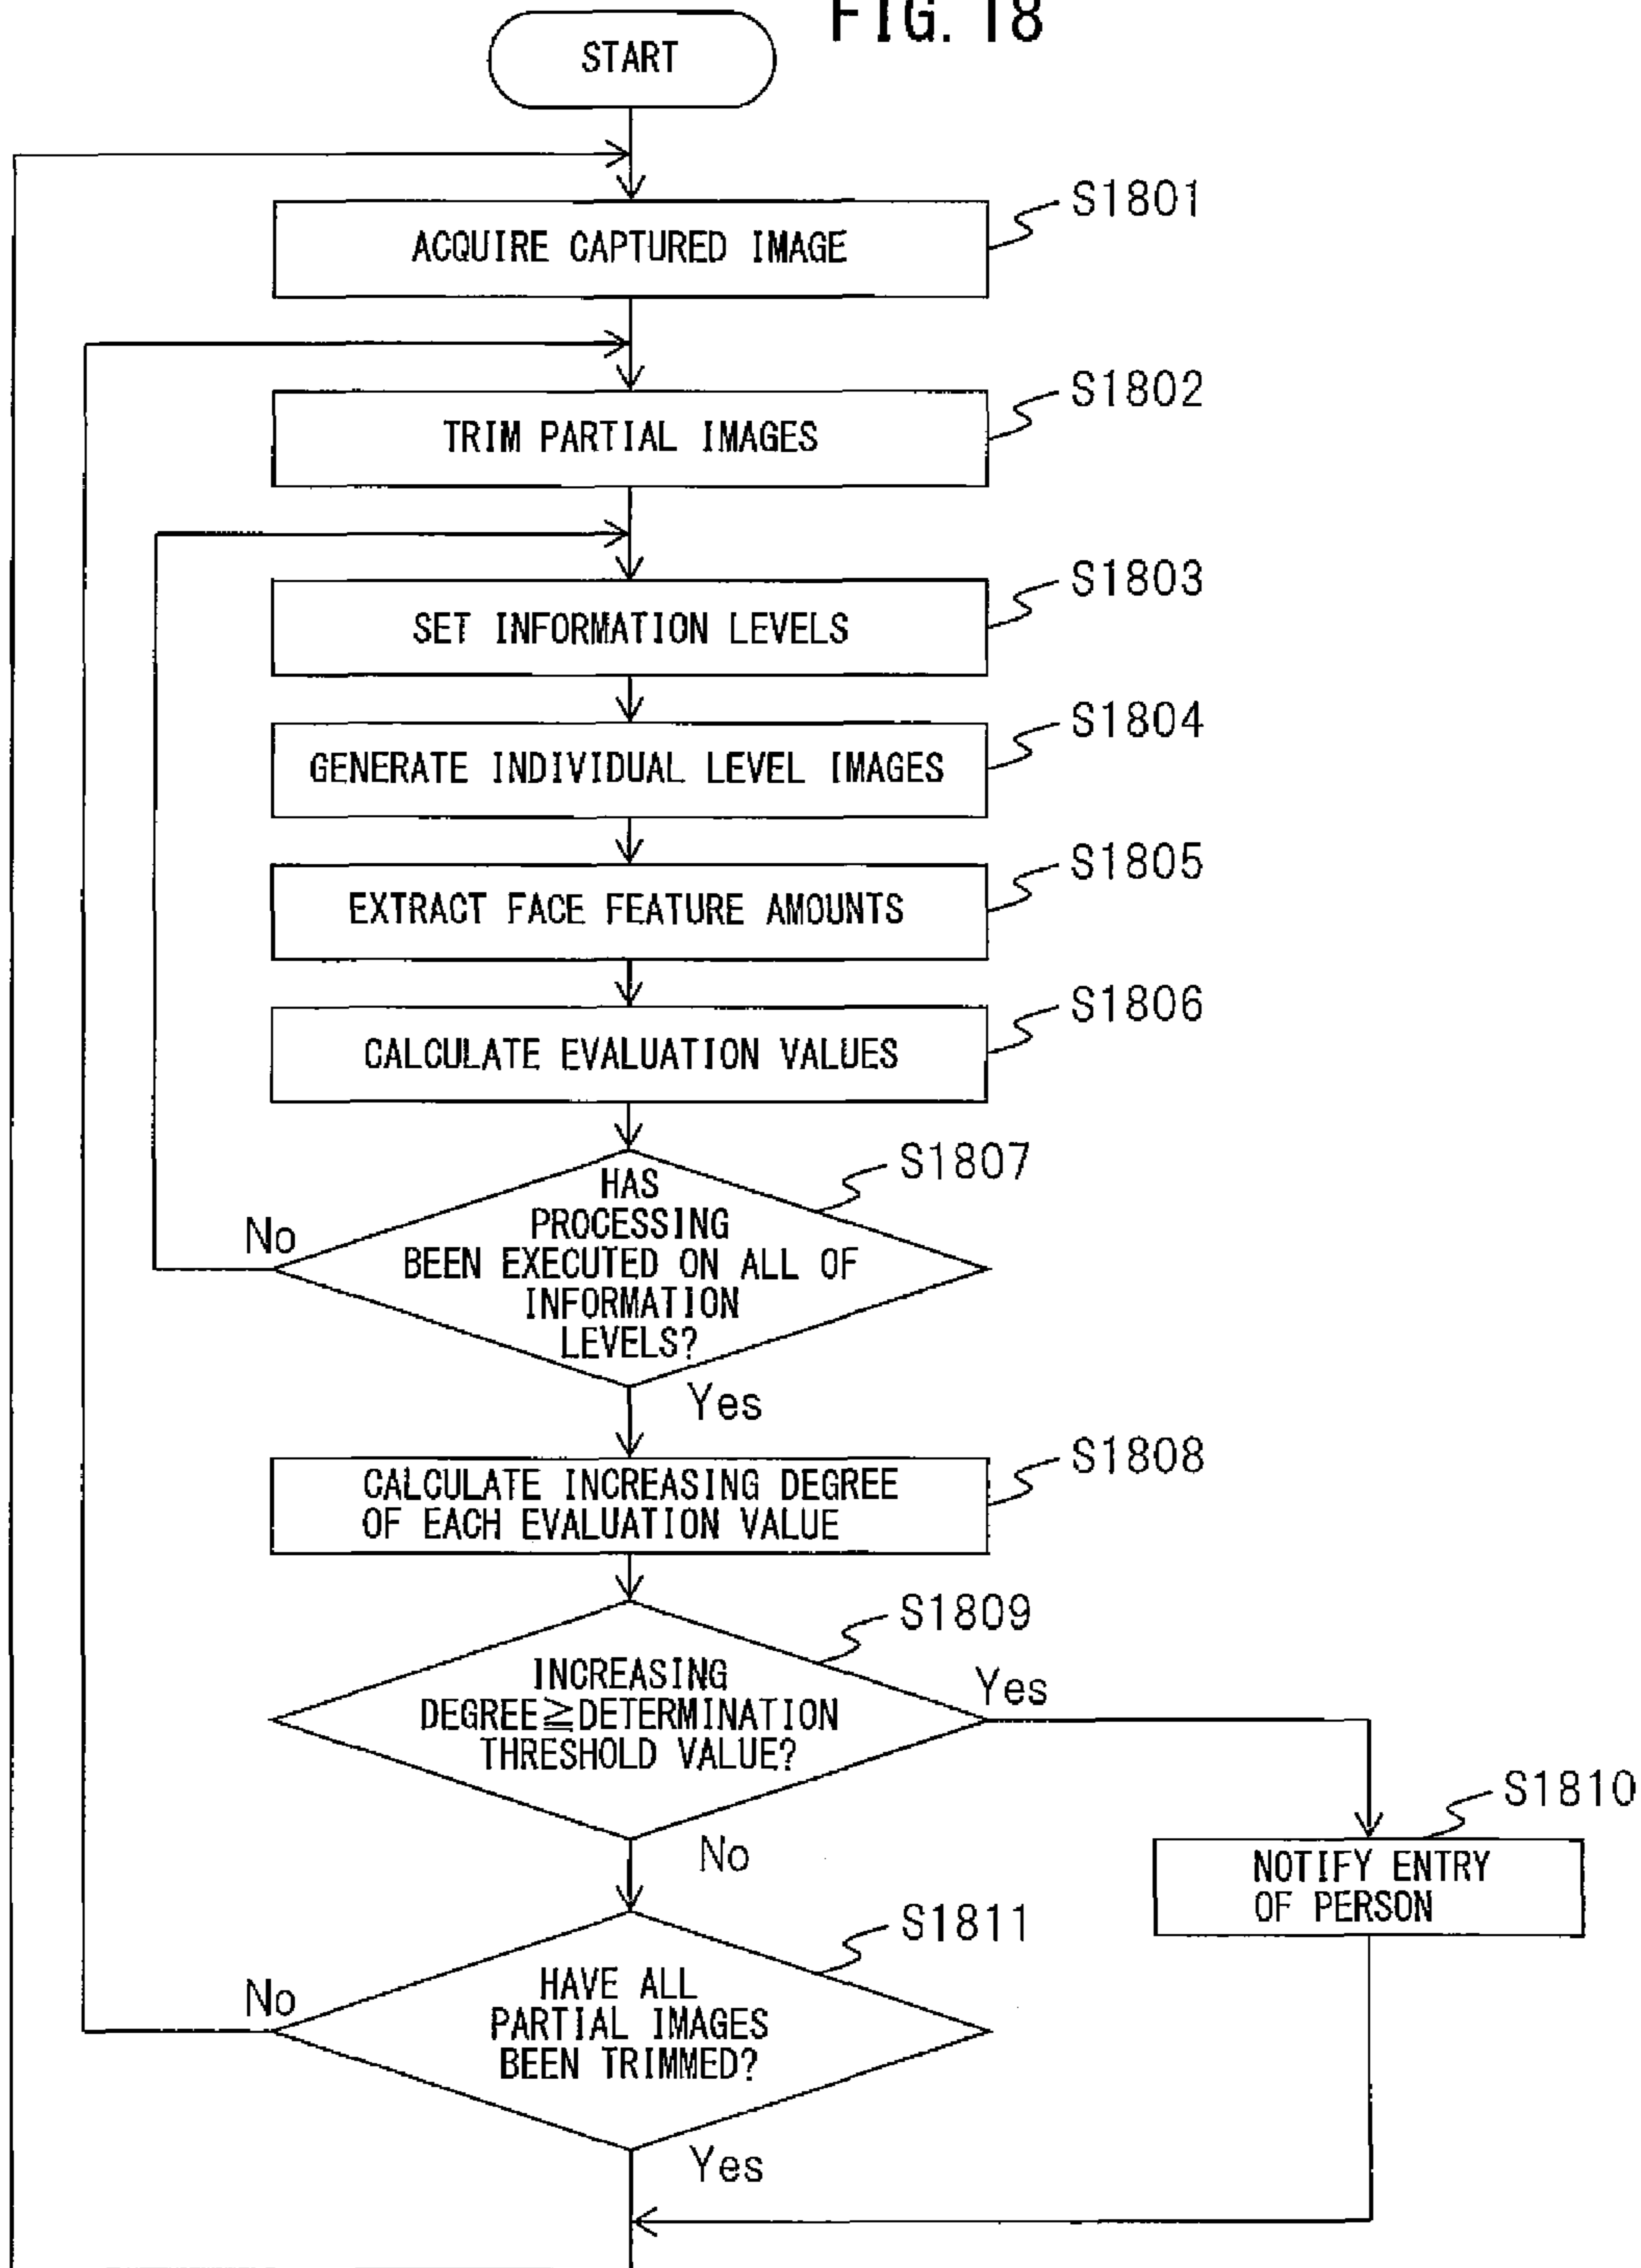 FIG. 18
START
S1801
ACQUIRE CAPTURED IMAGE
S1802
TRIM PARTIAL IMAGES
S1803
SET INFORMATION LEVELS
S1804
GENERATE INDIVIDUAL LEVEL IMAGES
S1805
EXTRACT FACE FEATURE AMOUNTS
S1806
CALCULATE EVALUATION VALUES
S1807
HAS
PROCESSING
BEEN EXECUTED ON ALL OF
INFORMATION
LEVELS?
No
Yes
S1808
CALCULATE INCREASING DEGREE
OF EACH EVALUATION VALUE
S1809
INCREASING
DEGREE≧DETERMINATION
THRESHOLD VALUE?
Yes
No
S1810
NOTIFY ENTRY
OF PERSON
S1811
HAVE ALL
PARTIAL IMAGES
BEEN TRIMMED?
No
Yes